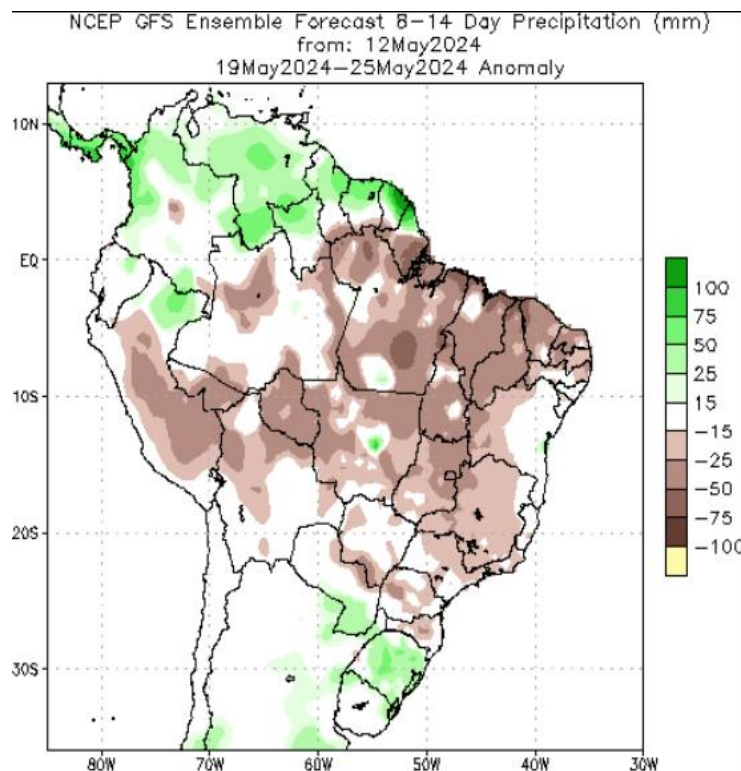 NCEP GFS Ensemble Forecast 8-14 Day Precipitation (mm)
from: 12May2024
19May2024-25May2024 Anomaly
10N
EQ
10S
20S
30S
80W 70W 60W 50W 40W 30W
100
75
50
25
15
-15
-25
-50
-75
-100